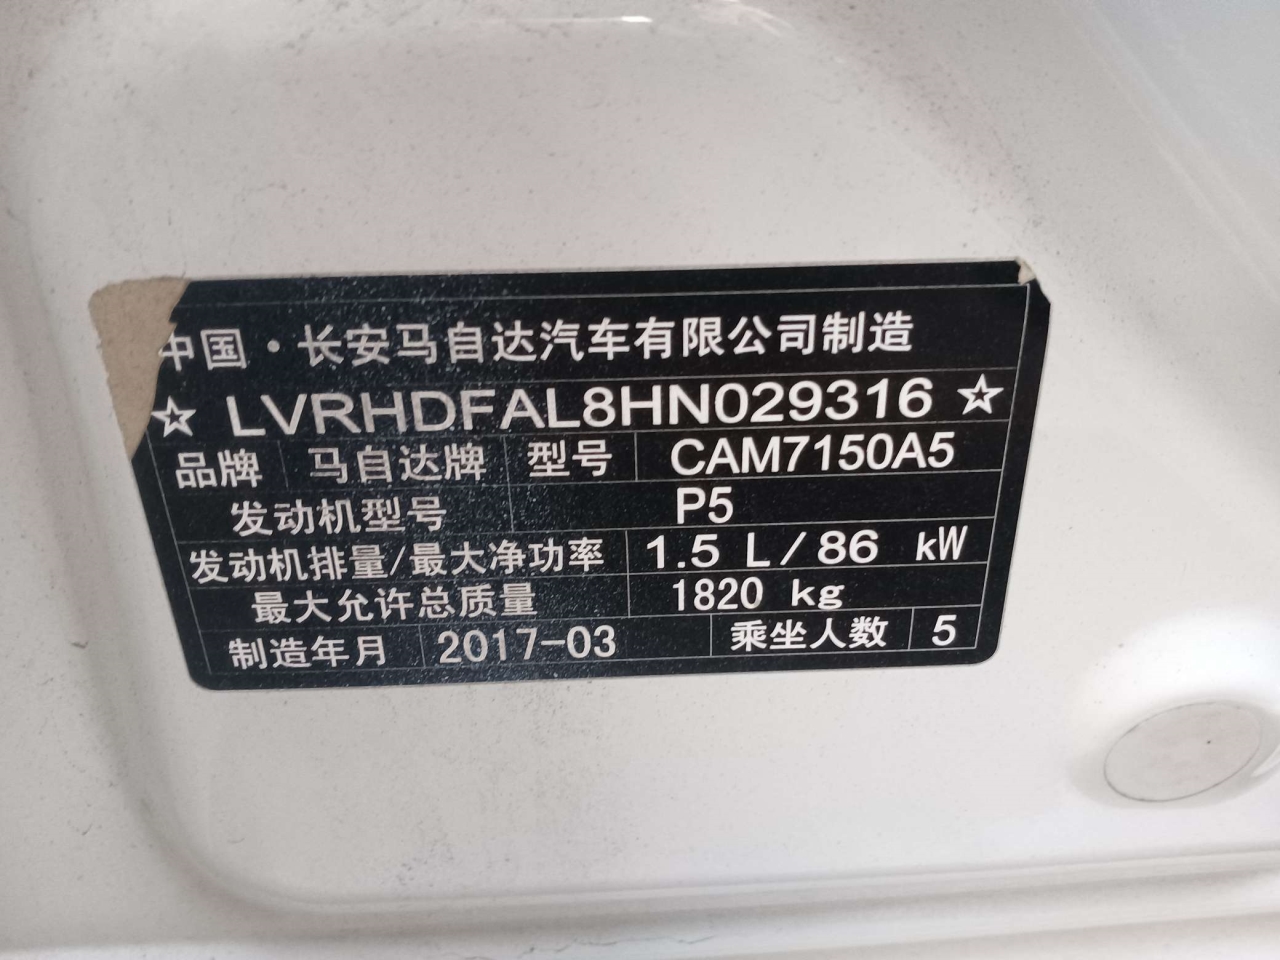 中国·长安马自达汽车有限公司制造
☆ LVRHDFAL8HN029316 ☆
品牌 马自达牌 型号 CAM7150A5
发动机型号 P5
发动机排量/最大净功率 1.5 L/86 kW
最大允许总质量 1820 kg
制造年月 2017-03 乘坐人数 5